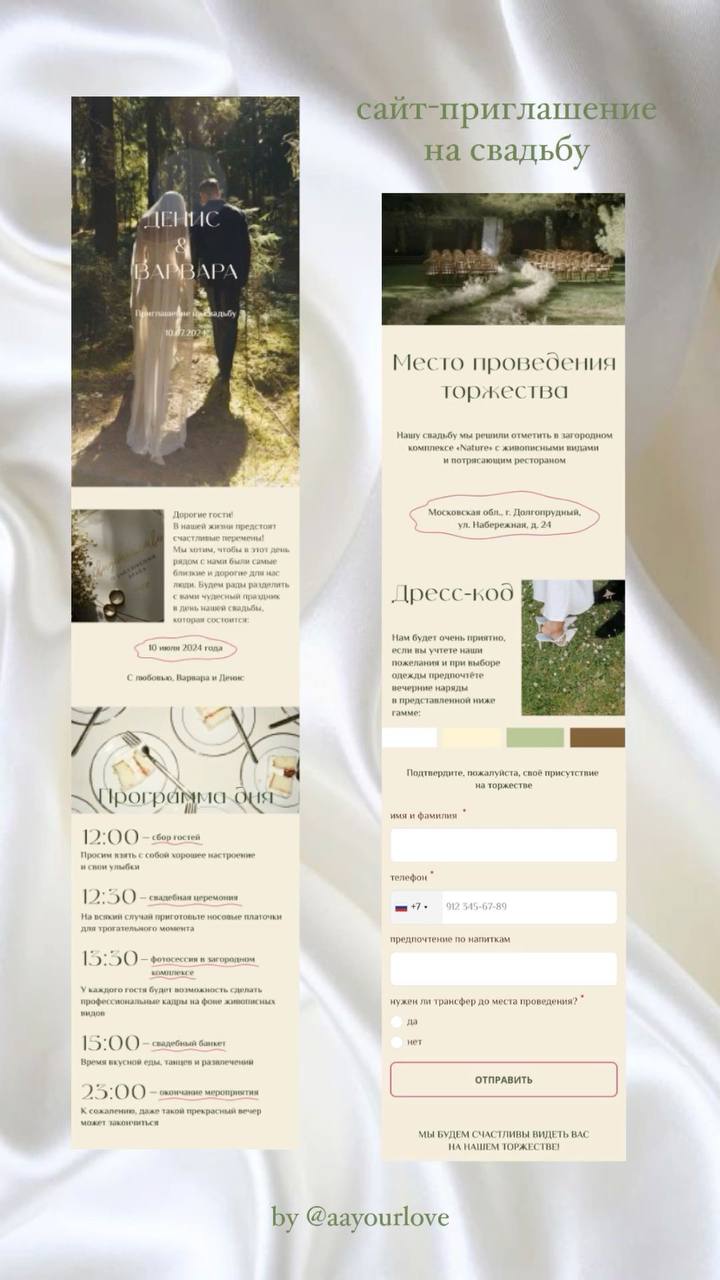 сайт-приглашение
на свадьбу
ДЕНИС
&
ВАРВАРА
Приглашение на свадьбу
10.07.2024
Дорогие гости!
В нашей жизни предстоят
счастливые перемены!
Мы хотим, чтобы в этот день
рядом с нами были самые
близкие и дорогие для нас
люди. Будем рады разделить
с вами чудесный праздник
в день нашей свадьбы,
которая состоится:
10 июля 2024 года
С любовью, Варвара и Денис
Программа дня
12:00 – сбор гостей
Просим взять с собой хорошее настроение
и свои улыбки
12:30 – свадебная церемония
На всякий случай приготовьте носовые платочки
для трогательного момента
13:30 – фотосессия в загородном
комплексе
У каждого гостя будет возможность сделать
профессиональные кадры на фоне живописных
видов
15:00 – свадебный банкет
Время вкусной еды, танцев и развлечений
23:00 – окончание мероприятия
К сожалению, даже такой прекрасный вечер
может закончиться
Место проведения
торжества
Нашу свадьбу мы решили отметить в загородном
комплексе «Nature» с живописными видами
и потрясающим рестораном
Московская обл., г. Долгопрудный,
ул. Набережная, д. 24
Дресс-код
Нам будет очень приятно,
если вы учтете наши
пожелания и при выборе
одежды предпочтёте
вечерние наряды
в представленной ниже
гамме:
Подтвердите, пожалуйста, своё присутствие
на торжестве
имя и фамилия *
телефон *
+7 912 345-67-89
предпочтение по напиткам
нужен ли трансфер до места проведения? *
да
нет
ОТПРАВИТЬ
МЫ БУДЕМ СЧАСТЛИВЫ ВИДЕТЬ ВАС
НА НАШЕМ ТОРЖЕСТВЕ!
by @aayourlove